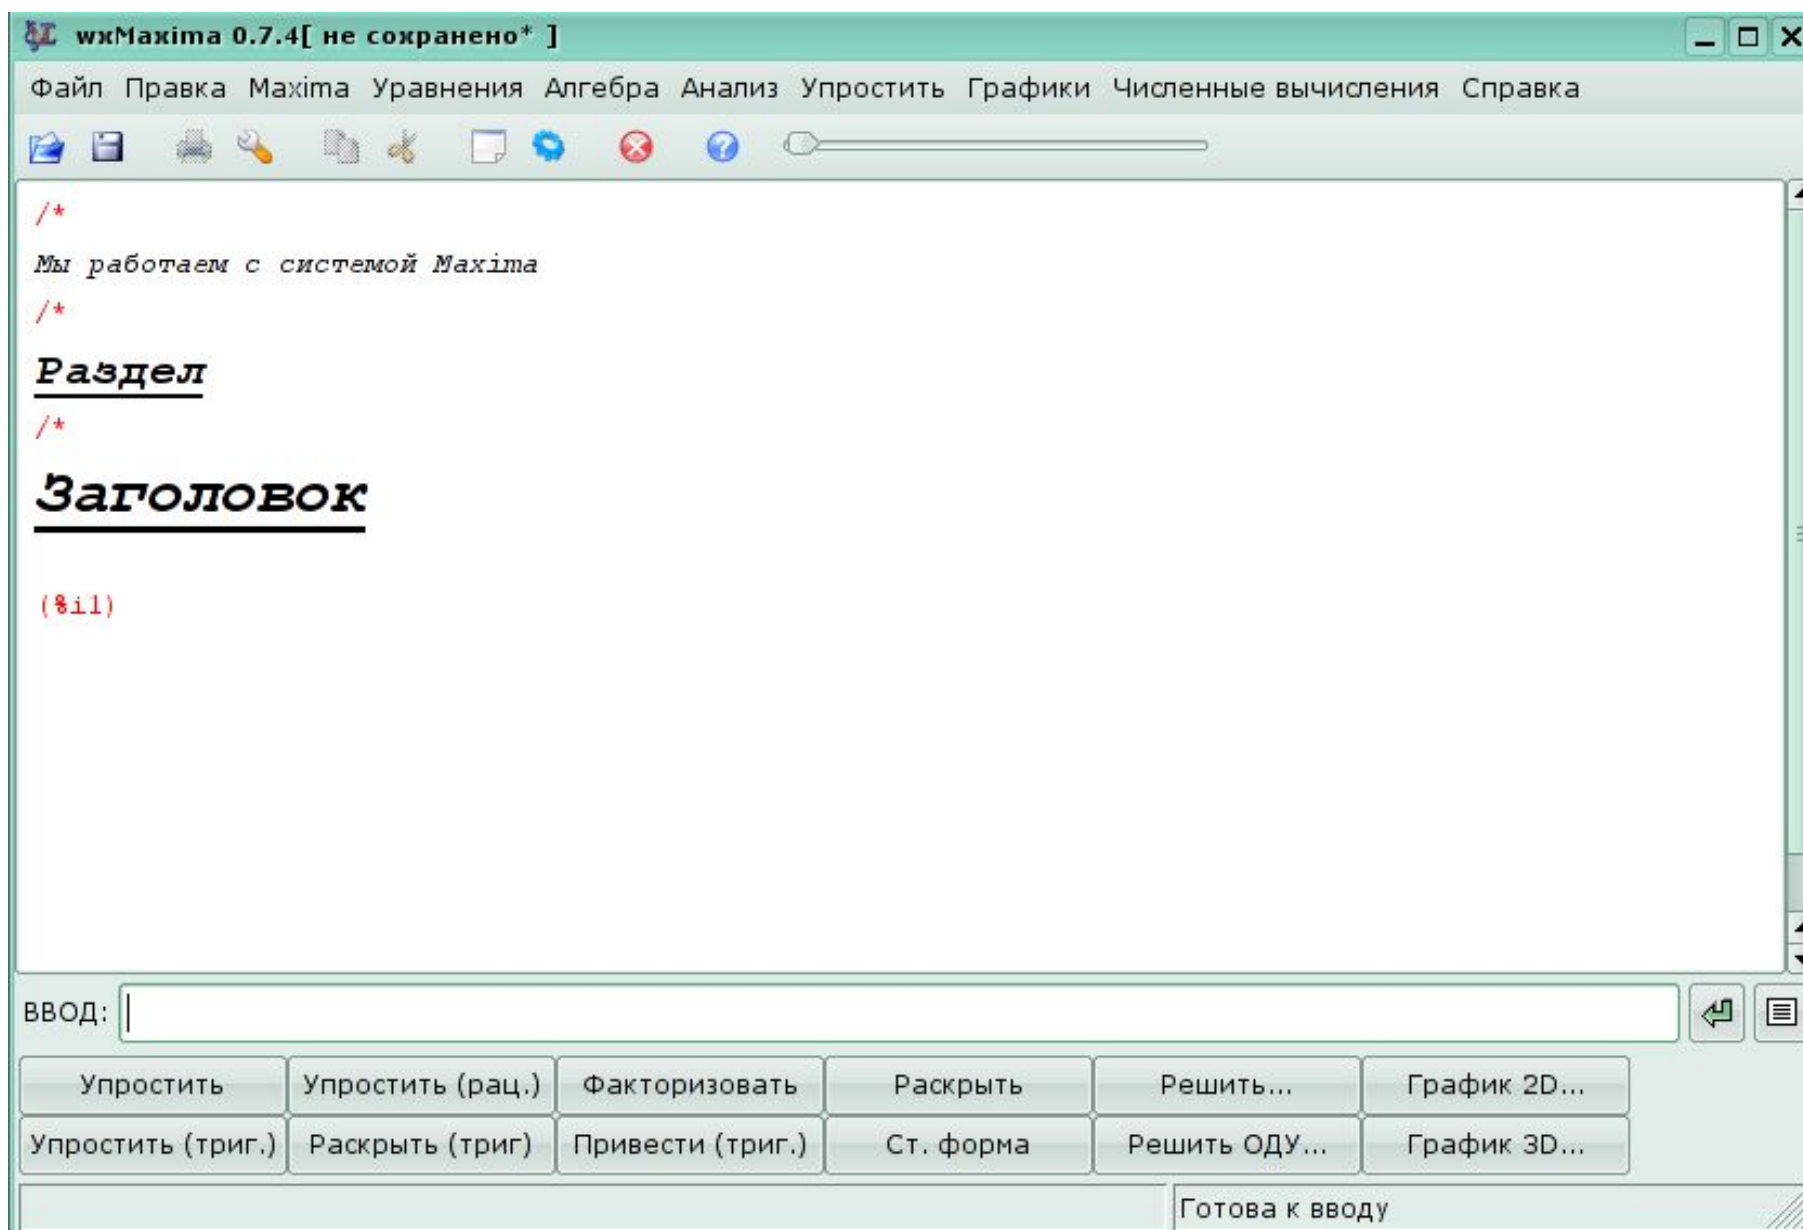 wxMaxima 0.7.4[ не сохранено* ]
Файл Правка Maxima Уравнения Алгебра Анализ Упростить Графики Численные вычисления Справка
/*
Мы работаем с системой Maxima
/*
Раздел
/*
Заголовок
(%i1)
ВВОД:
Упростить Упростить (рац.) Факторизовать Раскрыть Решить... График 2D...
Упростить (триг.) Раскрыть (триг) Привести (триг.) Ст. форма Решить ОДУ... График 3D...
Готова к вводу